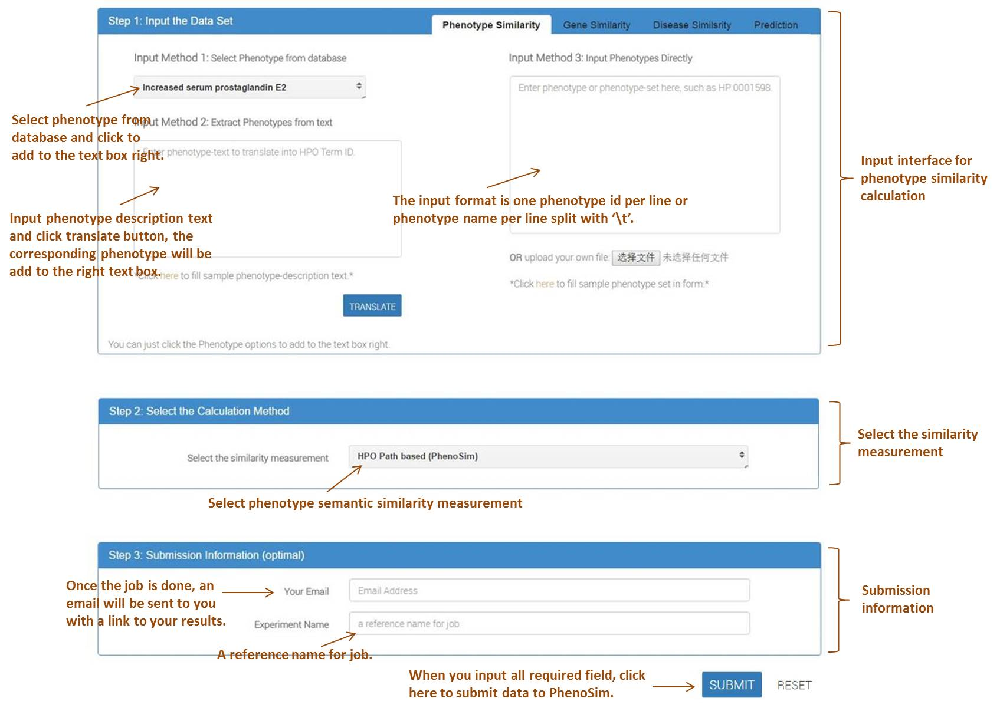 Step 1: Input the Data Set
Phenotype Similarity
Gene Similarity
Disease Similsrity
Prediction
Input Method 1: Select Phenotype from database
Increased serum prostaglandin E2
Select phenotype from
database and click to
add to the text box right.
Input Method 2: Extract Phenotypes from text
Enter phenotype-text to translate into HPO Term ID.
Input phenotype description text
and click translate button, the
corresponding phenotype will be
add to the right text box.
*Click here to fill sample phenotype-description text.*
TRANSLATE
You can just click the Phenotype options to add to the text box right.
Input Method 3: Input Phenotypes Directly
Enter phenotype or phenotype-set here, such as HP:0001598.
The input format is one phenotype id per line or
phenotype name per line split with ‘\t’.
OR upload your own file: 选择文件 未选择任何文件
*Click here to fill sample phenotype set in form.*
Input interface for
phenotype similarity
calculation
Step 2: Select the Calculation Method
Select the similarity measurement
HPO Path based (PhenoSim)
Select phenotype semantic similarity measurement
Select the similarity
measurement
Step 3: Submission Information (optimal)
Once the job is done, an
email will be sent to you
with a link to your results.
Your Email
Email Address
Experiment Name
a reference name for job
A reference name for job.
Submission
information
When you input all required field, click
here to submit data to PhenoSim.
SUBMIT
RESET